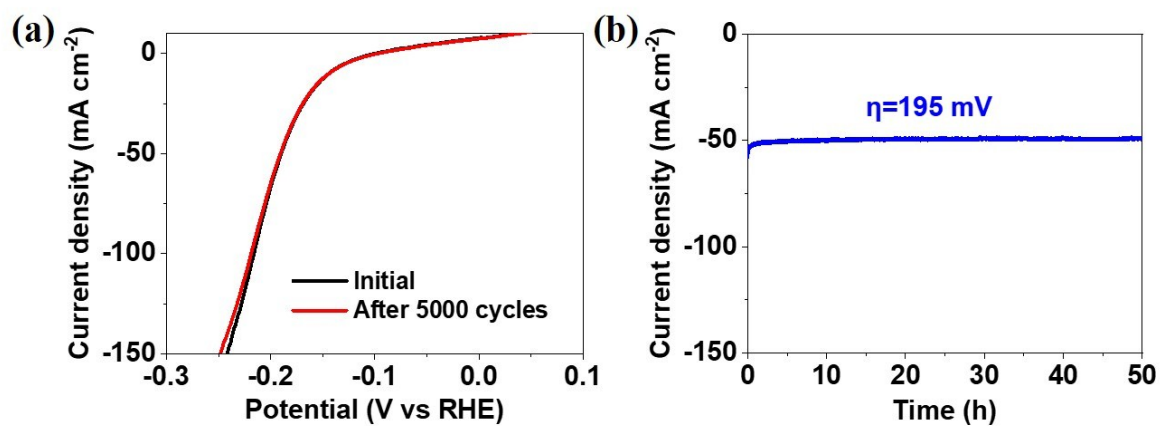 (a)
Current density (mA cm-2)
0
-50
-100
-150
Initial
After 5000 cycles
-0.3
-0.2
-0.1
0.0
0.1
Potential (V vs RHE)
(b)
Current density (mA cm-2)
0
-50
-100
-150
η=195 mV
0
10
20
30
40
50
Time (h)